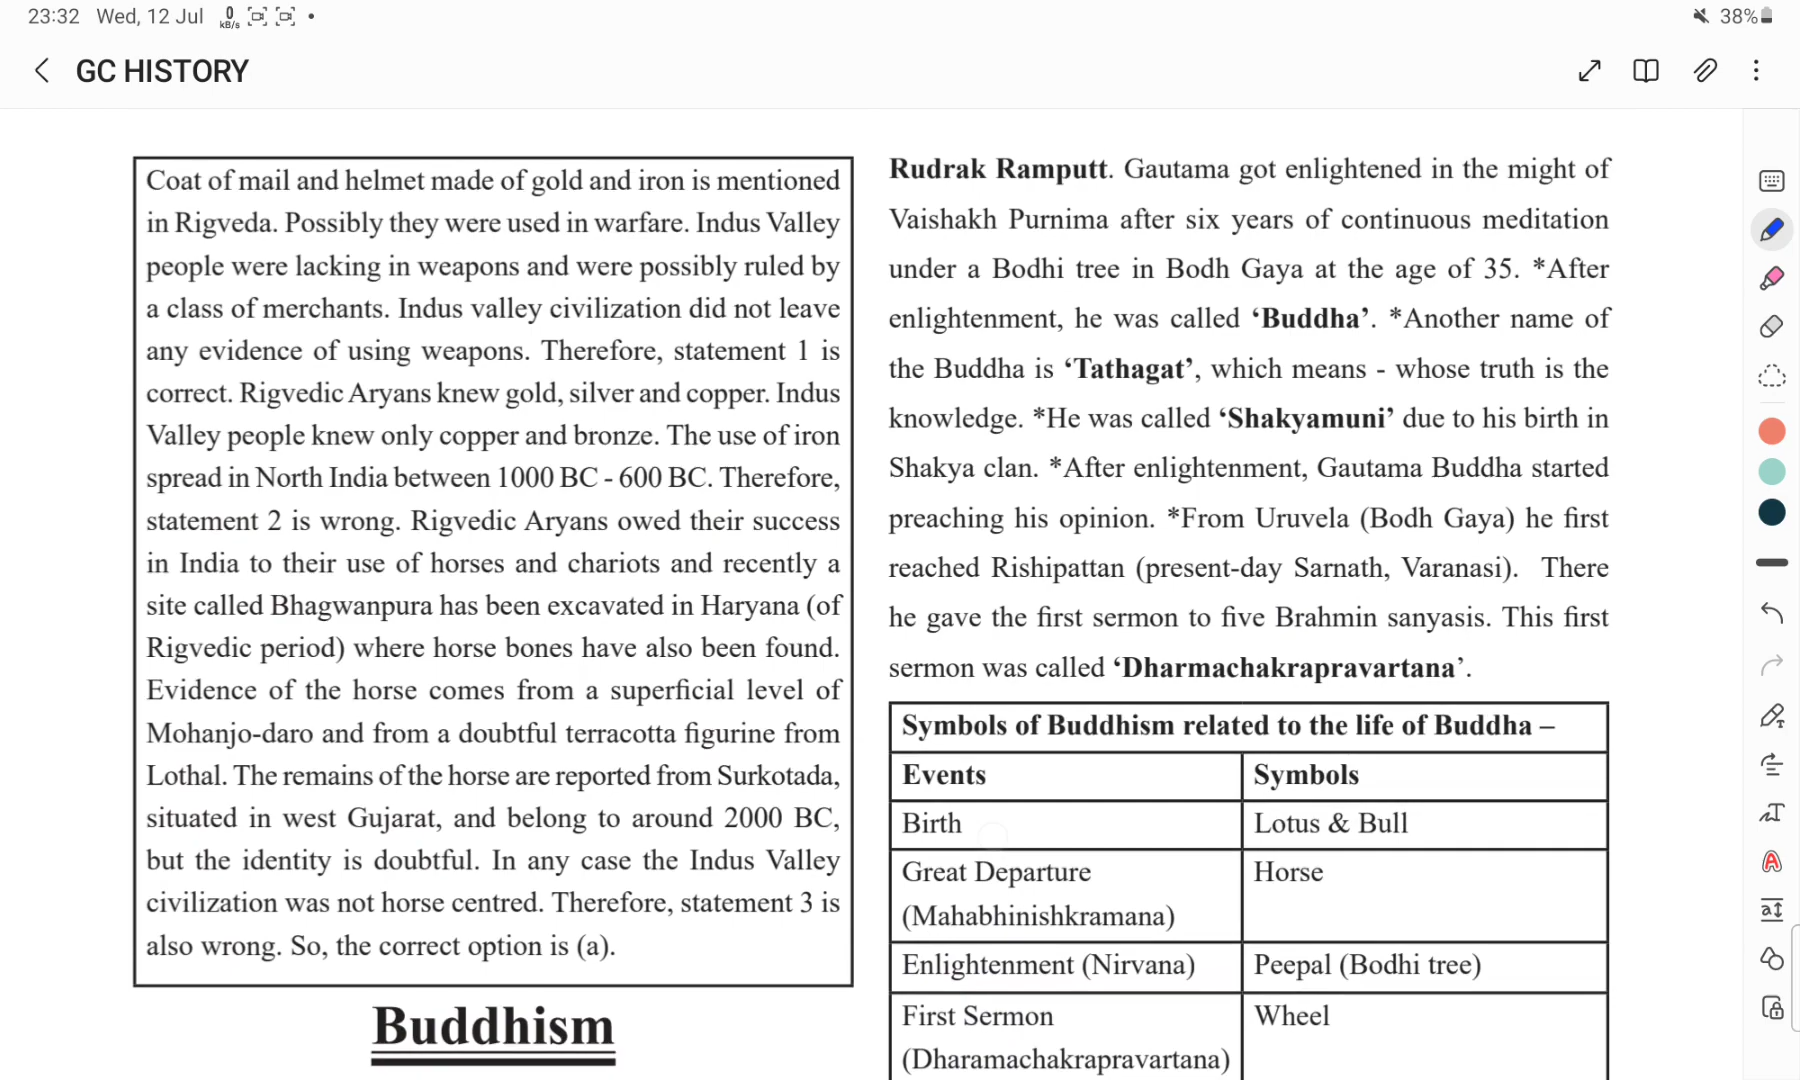 23:32 Wed, 12 Jul 0 kB/s 38%
GC HISTORY
Coat of mail and helmet made of gold and iron is mentioned
in Rigveda. Possibly they were used in warfare. Indus Valley
people were lacking in weapons and were possibly ruled by
a class of merchants. Indus valley civilization did not leave
any evidence of using weapons. Therefore, statement 1 is
correct. Rigvedic Aryans knew gold, silver and copper. Indus
Valley people knew only copper and bronze. The use of iron
spread in North India between 1000 BC - 600 BC. Therefore,
statement 2 is wrong. Rigvedic Aryans owed their success
in India to their use of horses and chariots and recently a
site called Bhagwanpura has been excavated in Haryana (of
Rigvedic period) where horse bones have also been found.
Evidence of the horse comes from a superficial level of
Mohanjo-daro and from a doubtful terracotta figurine from
Lothal. The remains of the horse are reported from Surkotada,
situated in west Gujarat, and belong to around 2000 BC,
but the identity is doubtful. In any case the Indus Valley
civilization was not horse centred. Therefore, statement 3 is
also wrong. So, the correct option is (a).
Buddhism
Rudrak Ramputt. Gautama got enlightened in the might of
Vaishakh Purnima after six years of continuous meditation
under a Bodhi tree in Bodh Gaya at the age of 35. *After
enlightenment, he was called ‘Buddha’. *Another name of
the Buddha is ‘Tathagat’, which means - whose truth is the
knowledge. *He was called ‘Shakyamuni’ due to his birth in
Shakya clan. *After enlightenment, Gautama Buddha started
preaching his opinion. *From Uruvela (Bodh Gaya) he first
reached Rishipattan (present-day Sarnath, Varanasi). There
he gave the first sermon to five Brahmin sanyasis. This first
sermon was called ‘Dharmachakrapravartana’.
Symbols of Buddhism related to the life of Buddha –
Events Symbols
Birth Lotus & Bull
Great Departure Horse
(Mahabhinishkramana)
Enlightenment (Nirvana) Peepal (Bodhi tree)
First Sermon Wheel
(Dharamachakrapravartana)